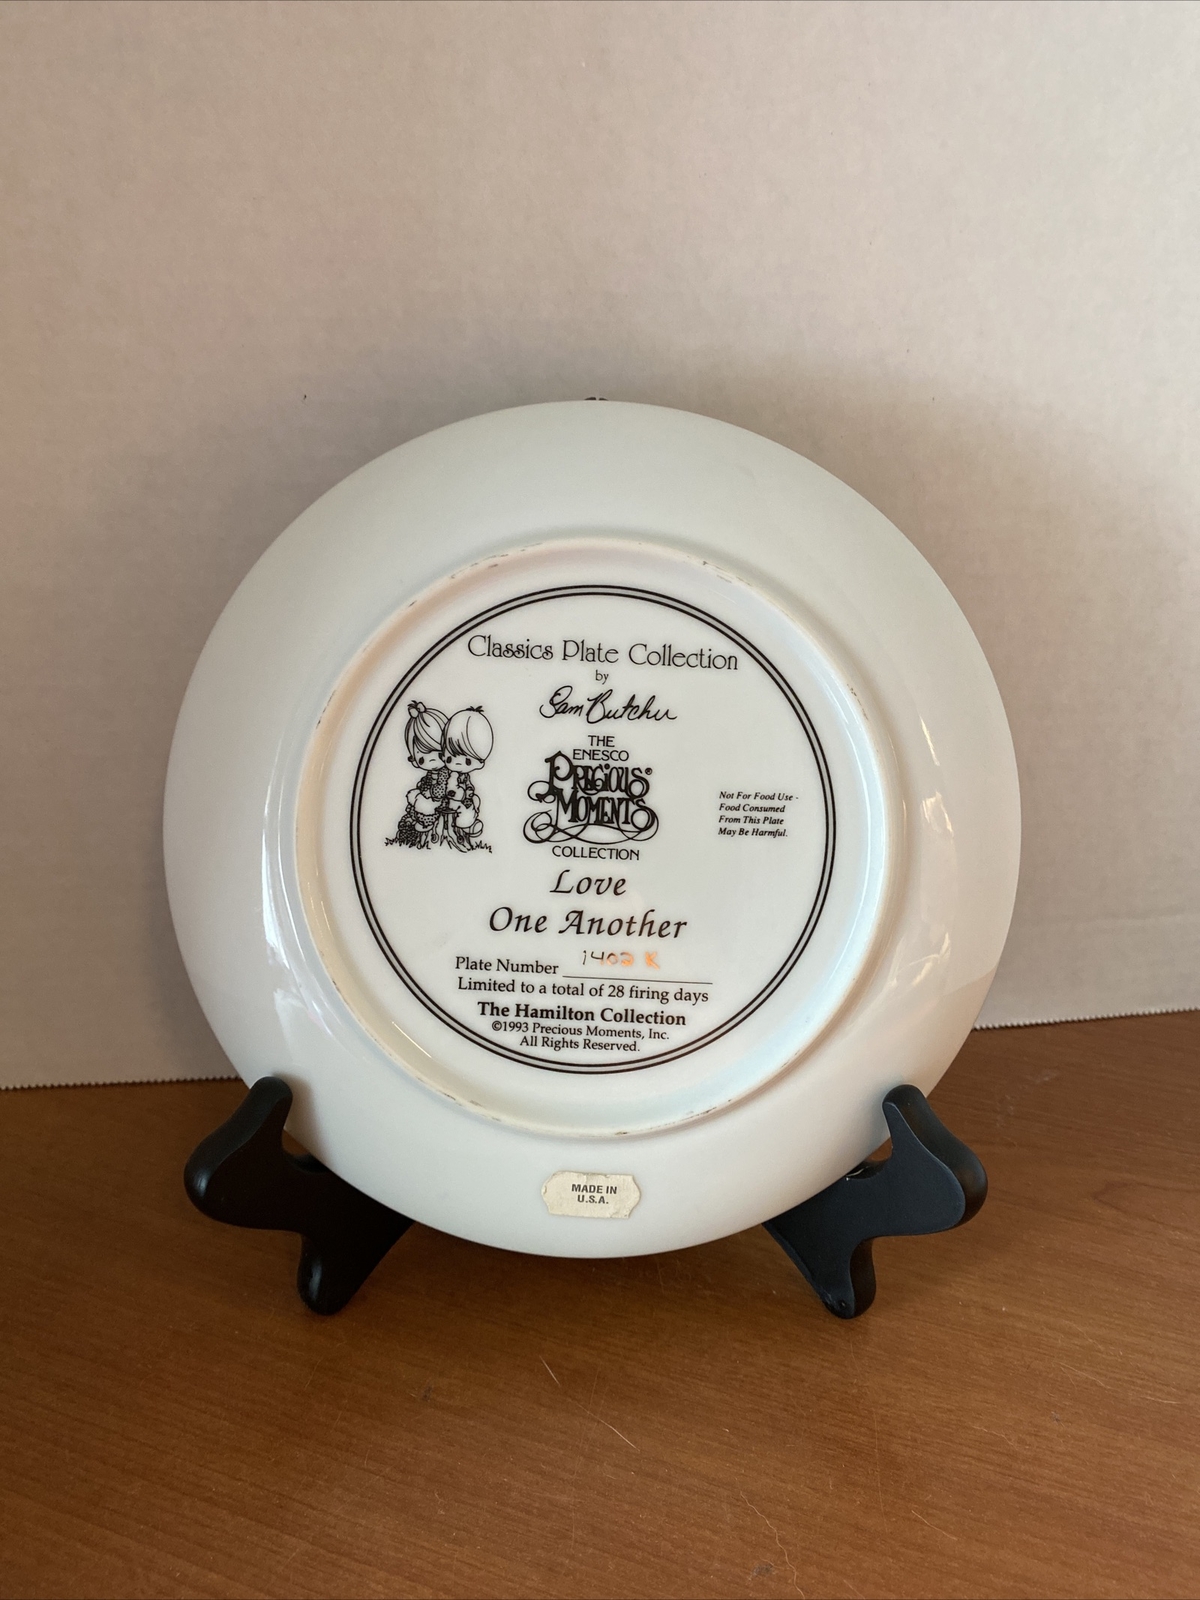 Classics Plate Collection
by
Sam Butcher
THE
ENESCO
PRECIOUS®
MOMENTS
COLLECTION
Not For Food Use -
Food Consumed
From This Plate
May Be Harmful.
Love
One Another
Plate Number 1402 K
Limited to a total of 28 firing days
The Hamilton Collection
©1993 Precious Moments, Inc.
All Rights Reserved.
MADE IN
U.S.A.